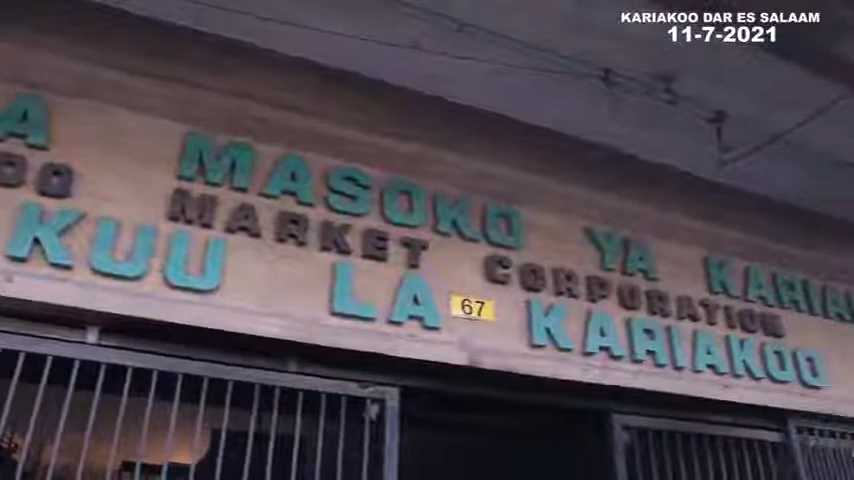 KARIAKOO DAR ES SALAAM
11-7-2021
A MASOKO YA KARIA
OO MARKET CORPORATION
KUU LA KARIAKOO
67